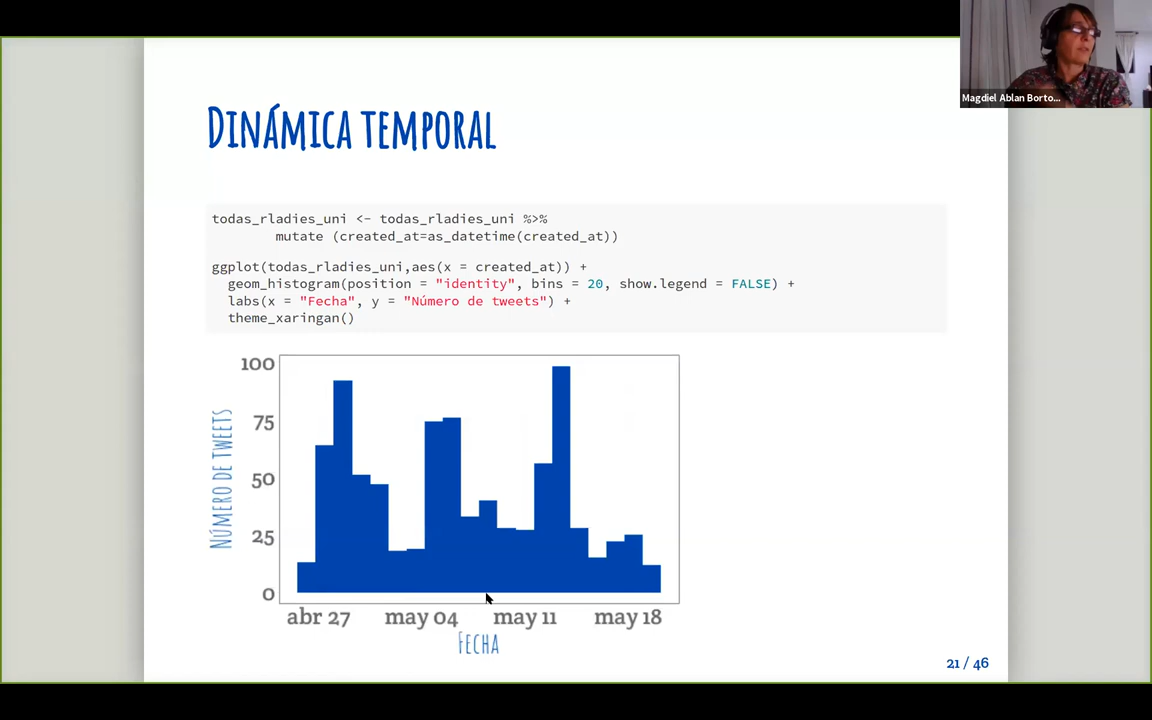 Magdiel Ablan Borto...
DINÁMICA TEMPORAL
todas_rladies_uni <- todas_rladies_uni %>%
mutate (created_at=as_datetime(created_at))
ggplot(todas_rladies_uni,aes(x = created_at)) +
geom_histogram(position = "identity", bins = 20, show.legend = FALSE) +
labs(x = "Fecha", y = "Número de tweets") +
theme_xaringan()
NÚMERO DE TWEETS
100
75
50
25
0
abr 27 may 04 may 11 may 18
FECHA
21 / 46